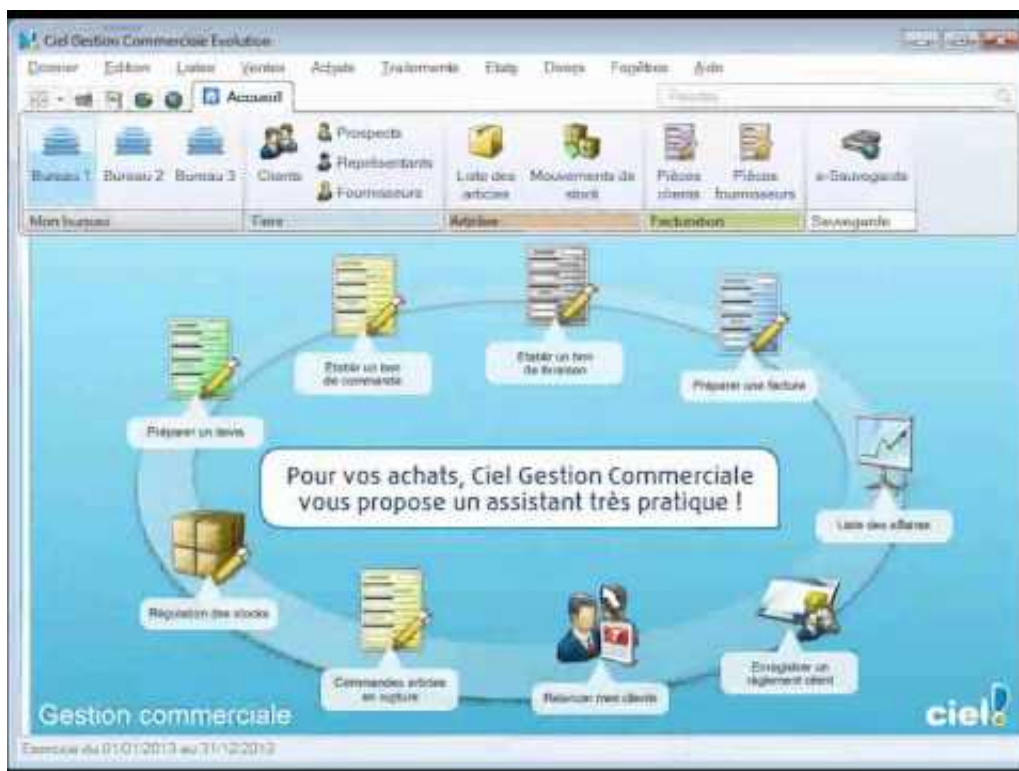 Ciel Gestion Commerciale Evolution
Dossier Edition Listes Ventes Achats Traitements Etats Divers Fenêtres Aide
Accueil
Bureau 1 Bureau 2 Bureau 3
Clients
Prospects
Représentants
Fournisseurs
Liste des articles
Mouvements de stock
Pièces clients
Pièces fournisseurs
e-Sauvegarde
Mon bureau Tiers Articles Facturation Sauvegarde
Etablir un bon
de commande
Etablir un bon
de livraison
Préparer une facture
Préparer un devis
Pour vos achats, Ciel Gestion Commerciale
vous propose un assistant très pratique !
Liste des affaires
Régulation des stocks
Commandes articles
en rupture
Relancer mes clients
Enregistrer un
règlement client
Gestion commerciale
ciel!
Exercice du 01/01/2013 au 31/12/2013